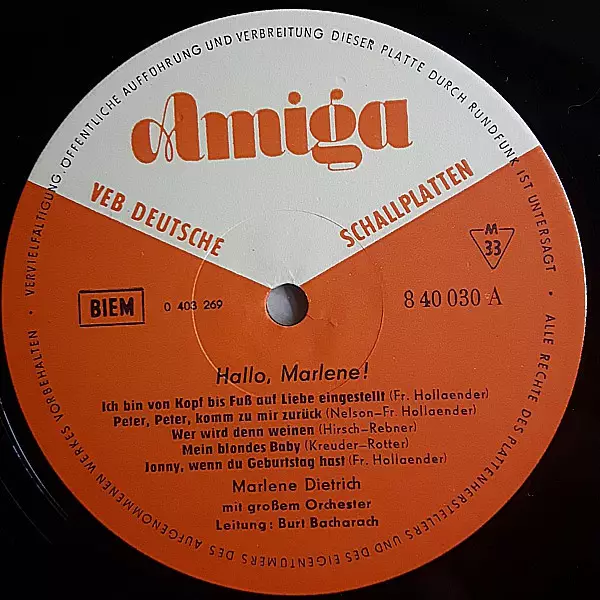 VERVIELFÄLTIGUNG, ÖFFENTLICHE AUFFÜHRUNG UND VERBREITUNG DIESER PLATTE DURCH RUNDFUNK IST UNTERSAGT • ALLE RECHTE DES PLATTENHERSTELLERS UND DES EIGENTÜMERS DES AUFGENOMMENEN WERKES VORBEHALTEN •
Amiga
VEB DEUTSCHE SCHALLPLATTEN
M
33
BIEM 0 403 269 8 40 030 A
Hallo, Marlene!
Ich bin von Kopf bis Fuß auf Liebe eingestellt (Fr. Hollaender)
Peter, Peter, komm zu mir zurück (Nelson–Fr. Hollaender)
Wer wird denn weinen (Hirsch–Rebner)
Mein blondes Baby (Kreuder–Rotter)
Jonny, wenn du Geburtstag hast (Fr. Hollaender)
Marlene Dietrich
mit großem Orchester
Leitung: Burt Bacharach